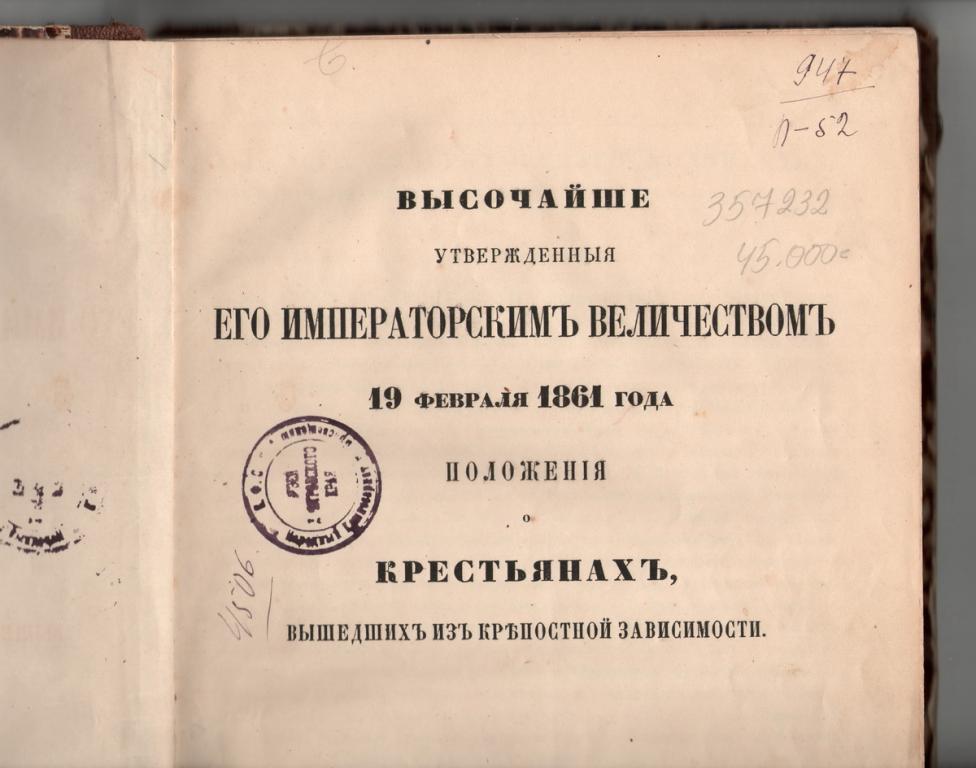 947
П-52
ВЫСОЧАЙШЕ
357232
УТВЕРЖДЕННЫЯ
45.000=
ЕГО ИМПЕРАТОРСКИМЪ ВЕЛИЧЕСТВОМЪ
19 ФЕВРАЛЯ 1861 ГОДА
ПОЛОЖЕНІЯ
О
КРЕСТЬЯНАХЪ,
4506
ВЫШЕДШИХЪ ИЗЪ КРѢПОСТНОЙ ЗАВИСИМОСТИ.